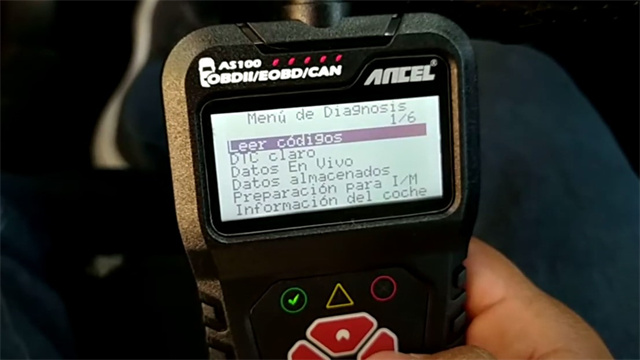 AS100
OBDII/EOBD/CAN
ANCEL
Menú de Diagnosis
1/6
Leer códigos
DTC claro
Datos En Vivo
Datos almacenados
Preparación para I/M
Información del coche